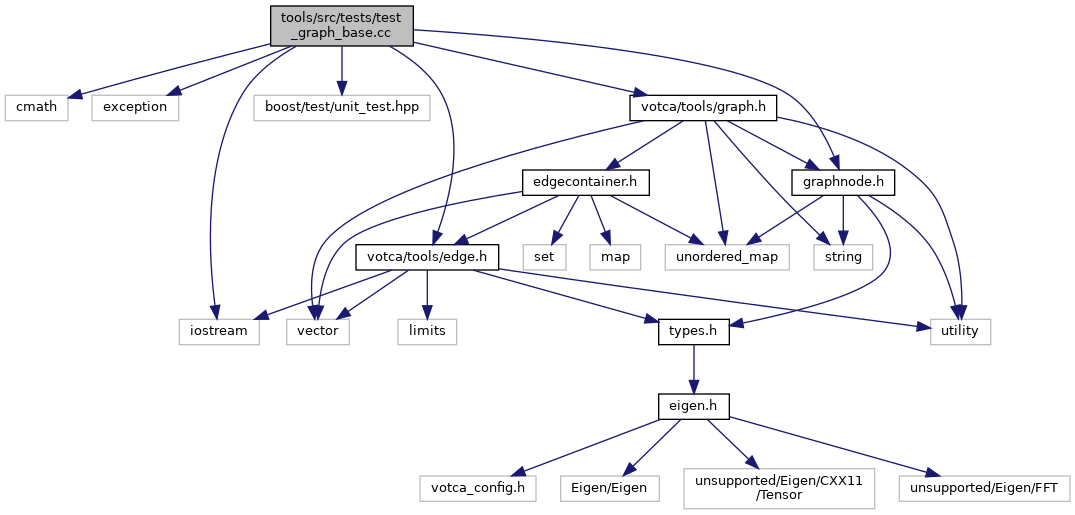 tools/src/tests/test
_graph_base.cc
cmath
exception
boost/test/unit_test.hpp
votca/tools/graph.h
edgecontainer.h
graphnode.h
votca/tools/edge.h
set
map
unordered_map
string
iostream
vector
limits
types.h
utility
eigen.h
votca_config.h
Eigen/Eigen
unsupported/Eigen/CXX11
/Tensor
unsupported/Eigen/FFT